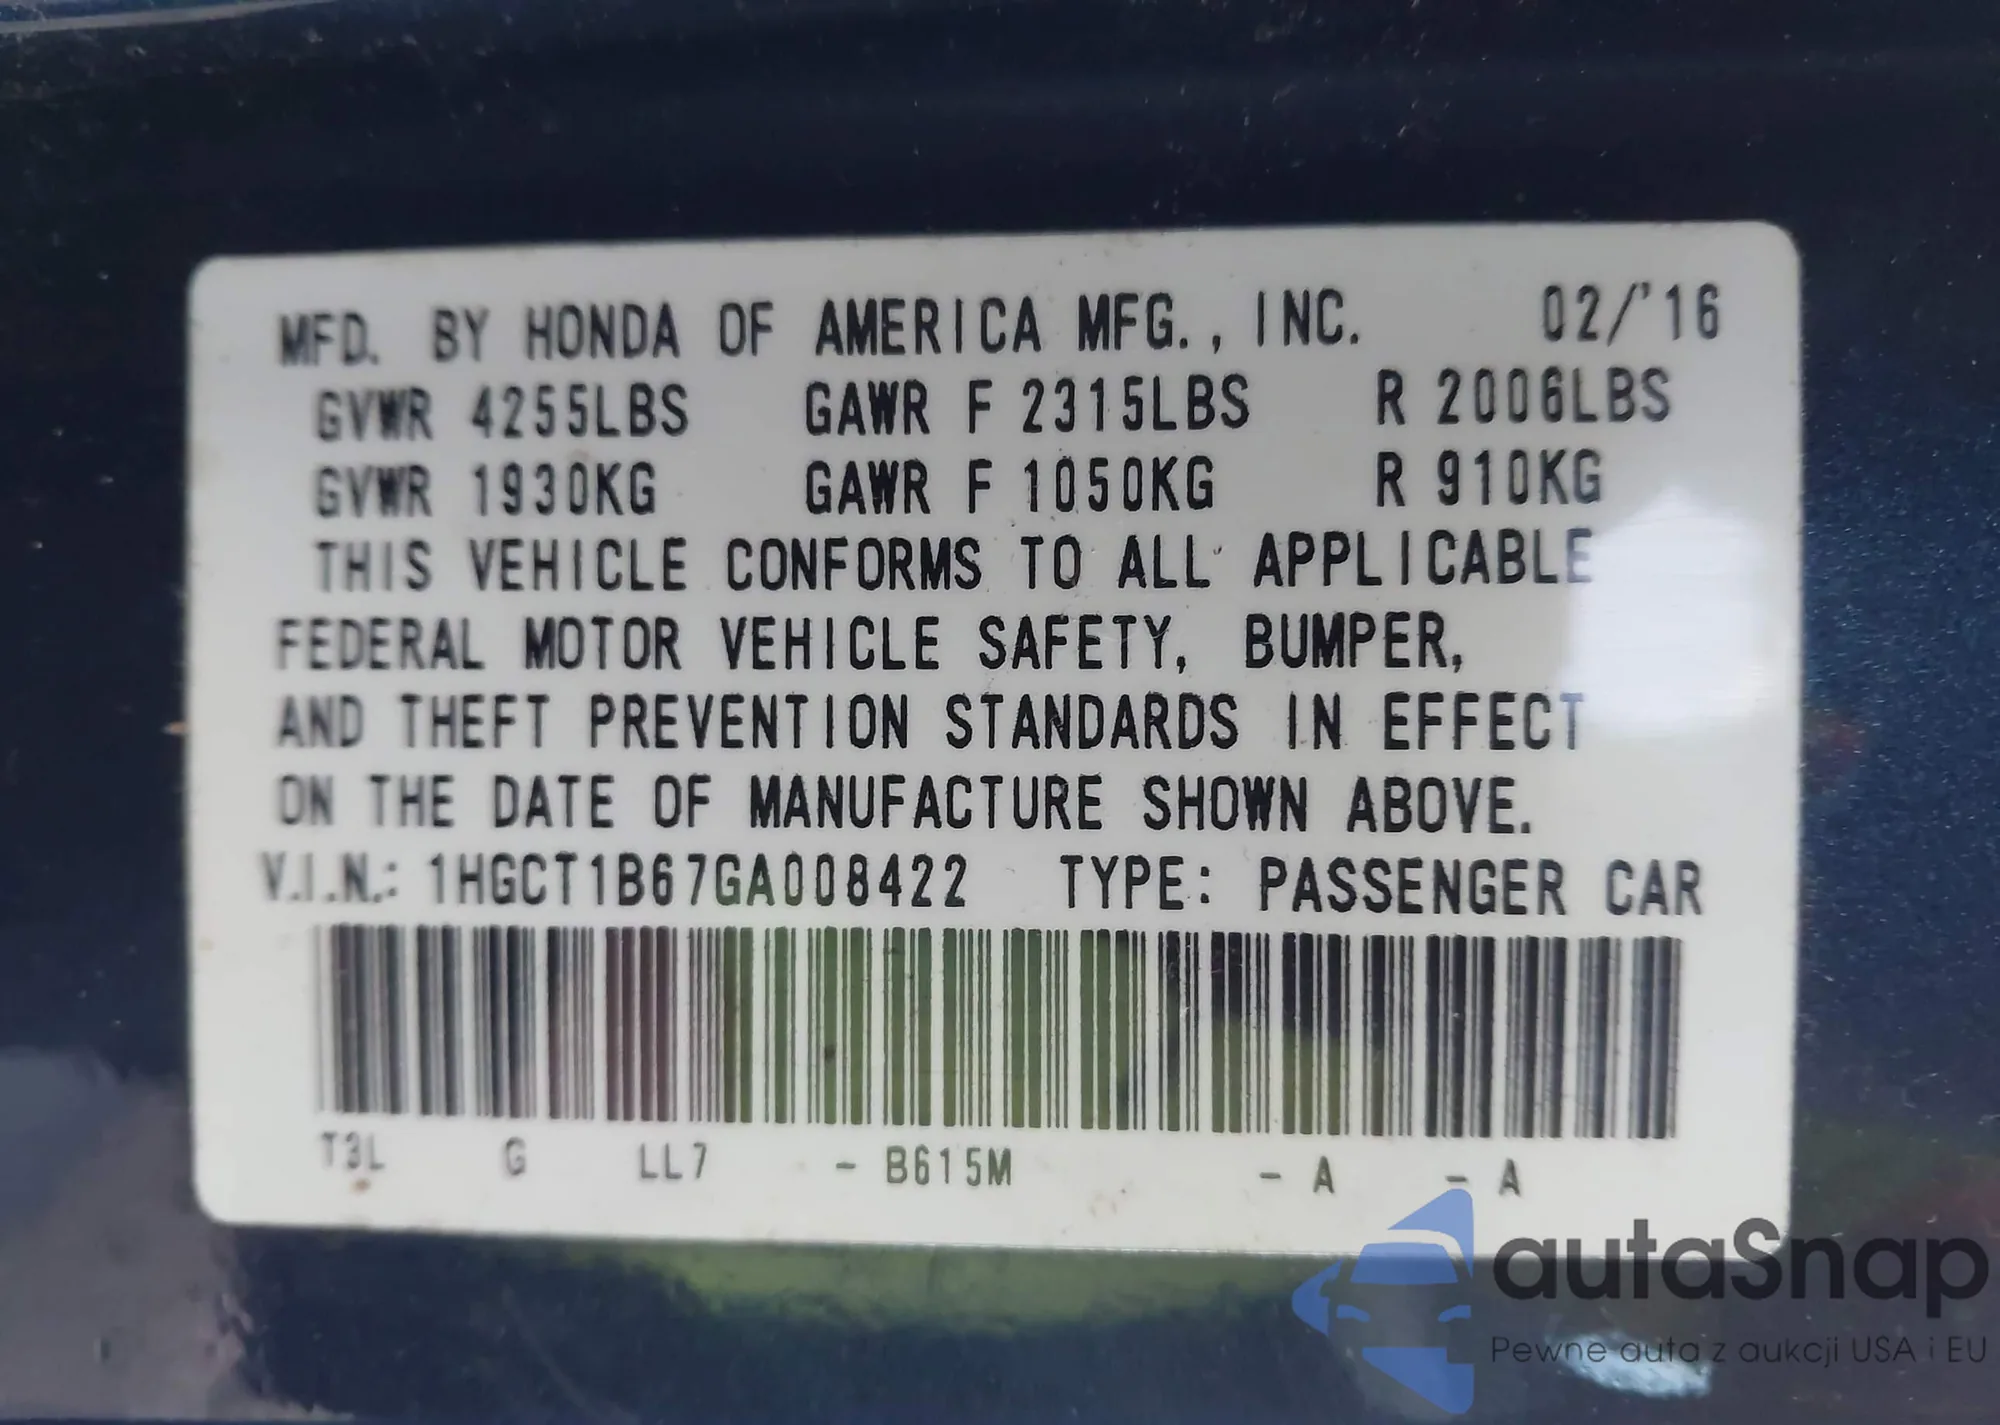 MFD. BY HONDA OF AMERICA MFG., INC. 02/'16
GVWR 4255LBS GAWR F 2315LBS R 2006LBS
GVWR 1930KG GAWR F 1050KG R 910KG
THIS VEHICLE CONFORMS TO ALL APPLICABLE
FEDERAL MOTOR VEHICLE SAFETY, BUMPER,
AND THEFT PREVENTION STANDARDS IN EFFECT
ON THE DATE OF MANUFACTURE SHOWN ABOVE.
V.I.N.: 1HGCT1B67GA008422 TYPE: PASSENGER CAR
T3L G LL7 - B615M - A - A
autaSnap
Pewne auta z aukcji USA i EU